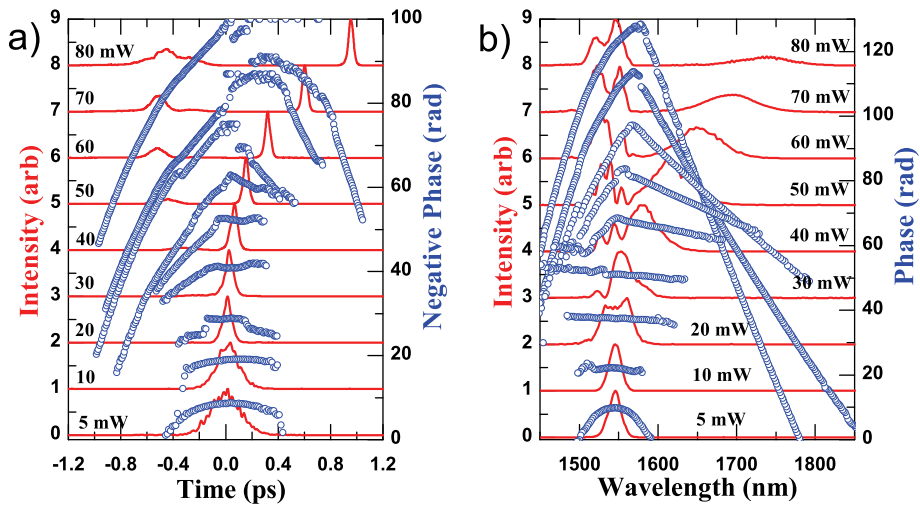 a)
9
8
7
6
5
4
3
2
1
0
Intensity (arb)
80 mW
70
60
50
40
30
20
10
5 mW
100
80
60
40
20
0
Negative Phase (rad)
-1.2
-0.8
-0.4
0.0
0.4
0.8
1.2
Time (ps)
b)
9
8
7
6
5
4
3
2
1
0
Intensity (arb)
80 mW
70 mW
60 mW
50 mW
40 mW
30 mW
20 mW
10 mW
5 mW
120
100
80
60
40
20
0
Phase (rad)
1500
1600
1700
1800
Wavelength (nm)